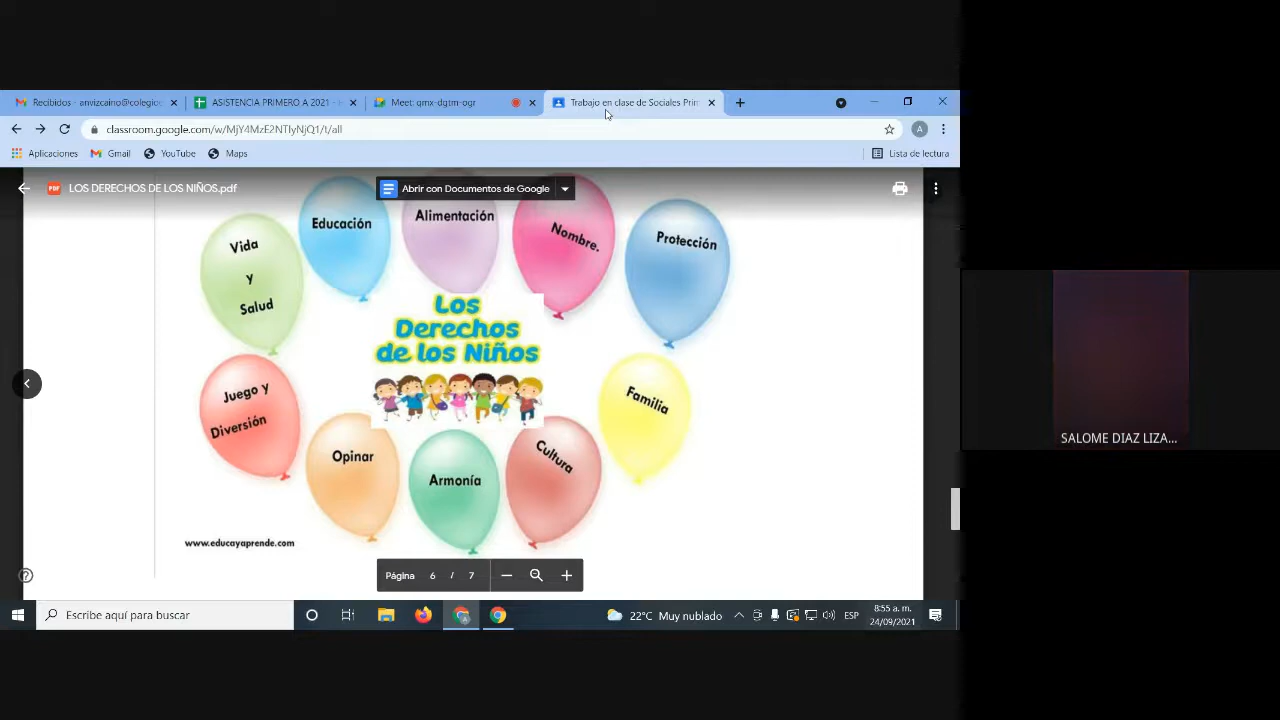 Recibidos - anvizcaino@colegio
ASISTENCIA PRIMERO A 2021 -
Meet: qmx-dgtm-ogr
Trabajo en clase de Sociales Prim
classroom.google.com/w/MjY4MzE2NTIyNjQ1/t/all
A
Aplicaciones
Gmail
YouTube
Maps
Lista de lectura
PDF
LOS DERECHOS DE LOS NIÑOS.pdf
Abrir con Documentos de Google
Vida
y
Salud
Educación
Alimentación
Nombre.
Protección
Los
Derechos
de los Niños
Juego y
Diversión
Opinar
Armonía
Cultura
Familia
www.educayaprende.com
Página 6 / 7
SALOME DIAZ LIZA...
Escribe aquí para buscar
22°C Muy nublado
ESP
8:55 a. m.
24/09/2021